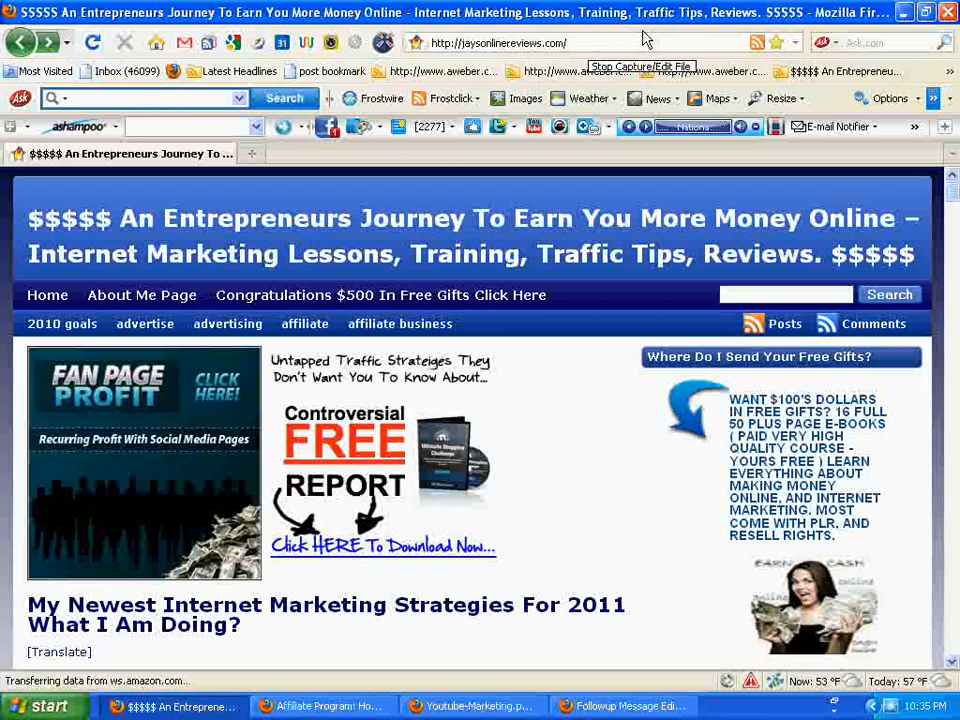 $$$$$ An Entrepreneurs Journey To Earn You More Money Online - Internet Marketing Lessons, Training, Traffic Tips, Reviews. $$$$$ - Mozilla Fir...
http://jaysonlinereviews.com/
Ask.com
Stop Capture/Edit File
Most Visited
Inbox (46099)
Latest Headlines
post bookmark
http://www.aweber.c...
http://www.aweber.c...
$$$$$ An Entrepreneu...
Ask
Search
Frostwire
Frostclick
Images
Weather
News
Maps
Resize
Options
ashampoo
[2277]
You Tube
Nationa
E-mail Notifier
$$$$$ An Entrepreneurs Journey To ...
$$$$$ An Entrepreneurs Journey To Earn You More Money Online –
Internet Marketing Lessons, Training, Traffic Tips, Reviews. $$$$$
Home
About Me Page
Congratulations $500 In Free Gifts Click Here
Search
2010 goals
advertise
advertising
affiliate
affiliate business
Posts
Comments
FAN PAGE
PROFIT
CLICK
HERE!
Recurring Profit With Social Media Pages
Untapped Traffic Strateiges They
Don't Want You To Know About...
Controversial
FREE
REPORT
Click HERE To Download Now...
Where Do I Send Your Free Gifts?
WANT $100'S DOLLARS
IN FREE GIFTS? 16 FULL
50 PLUS PAGE E-BOOKS
( PAID VERY HIGH
QUALITY COURSE -
YOURS FREE ) LEARN
EVERYTHING ABOUT
MAKING MONEY
ONLINE, AND INTERNET
MARKETING. MOST
COME WITH PLR, AND
RESELL RIGHTS.
EARN CASH
online
My Newest Internet Marketing Strategies For 2011
What I Am Doing?
[Translate]
Transferring data from ws.amazon.com...
Now: 53 °F
Today: 57 °F
start
$$$$$ An Entreprene...
Affiliate Program: Ho...
Youtube-Marketing.p...
Followup Message Edi...
10:35 PM